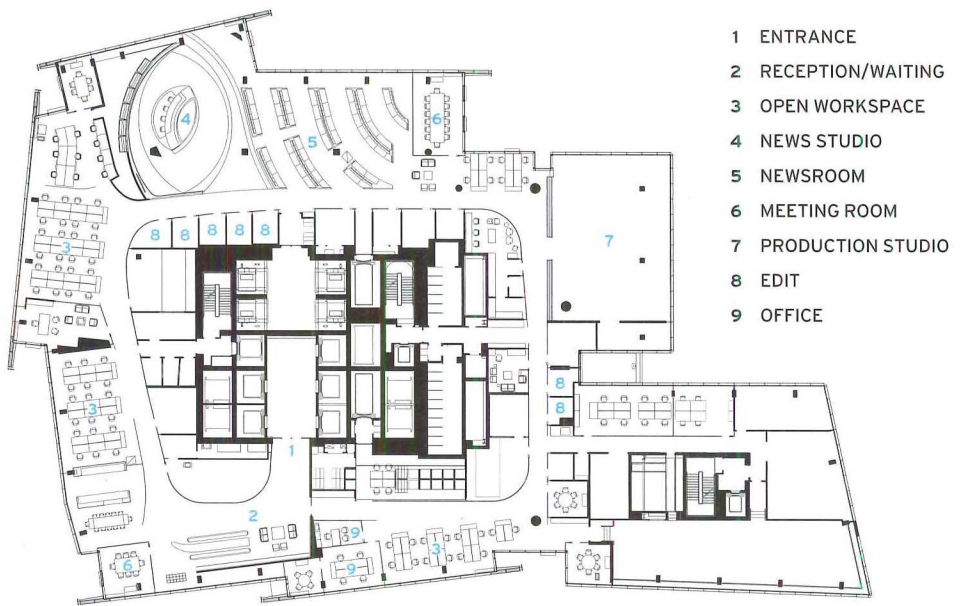 1 ENTRANCE
2 RECEPTION/WAITING
3 OPEN WORKSPACE
4 NEWS STUDIO
5 NEWSROOM
6 MEETING ROOM
7 PRODUCTION STUDIO
8 EDIT
9 OFFICE
4
6
5
8 8 8 8 8
3
7
8
3
8
1
2
9
3
6
9